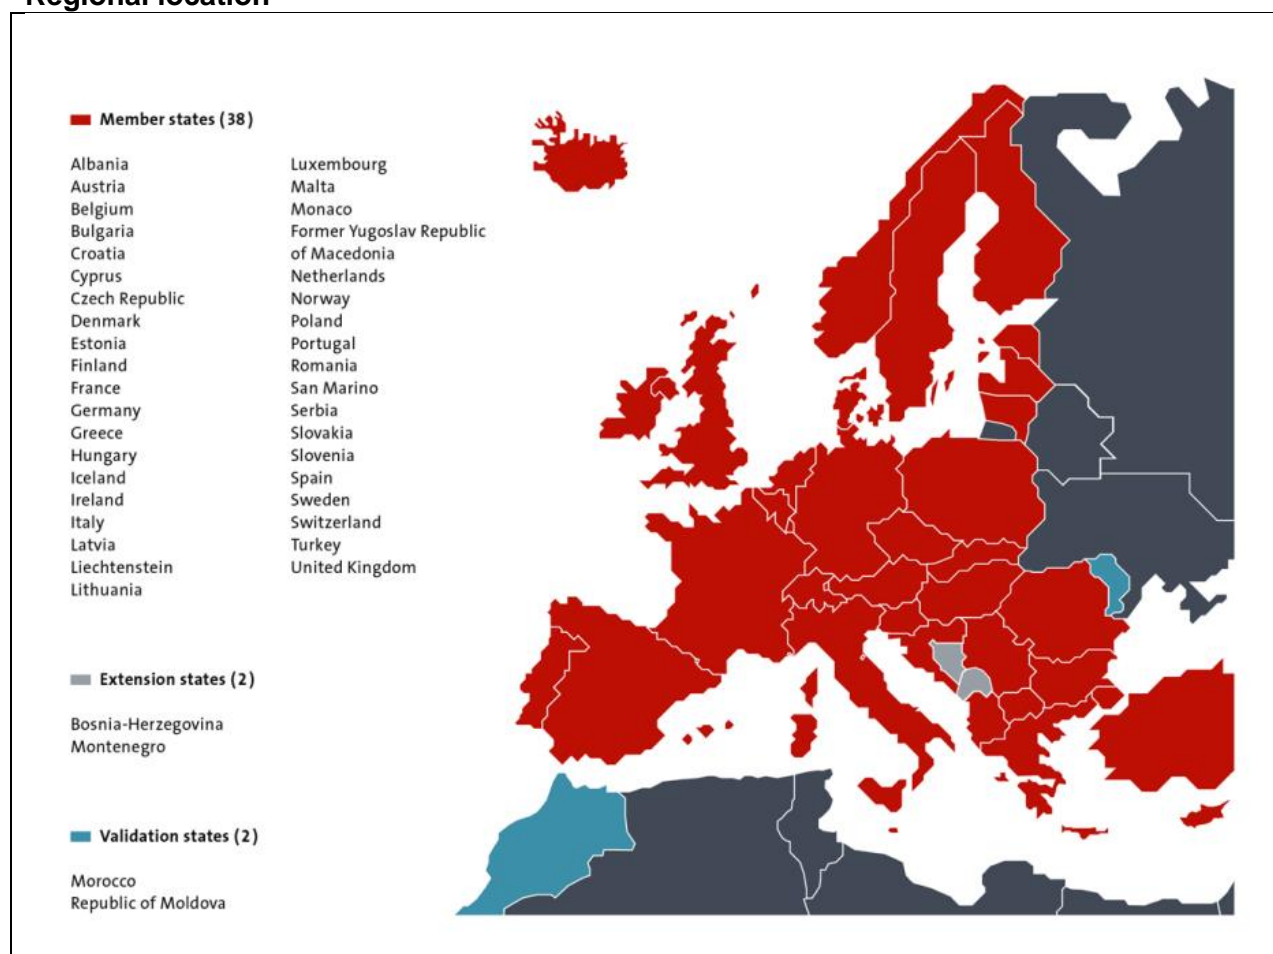 Regional location
Member states (38)
Albania
Austria
Belgium
Bulgaria
Croatia
Cyprus
Czech Republic
Denmark
Estonia
Finland
France
Germany
Greece
Hungary
Iceland
Ireland
Italy
Latvia
Liechtenstein
Lithuania
Luxembourg
Malta
Monaco
Former Yugoslav Republic
of Macedonia
Netherlands
Norway
Poland
Portugal
Romania
San Marino
Serbia
Slovakia
Slovenia
Spain
Sweden
Switzerland
Turkey
United Kingdom
Extension states (2)
Bosnia-Herzegovina
Montenegro
Validation states (2)
Morocco
Republic of Moldova